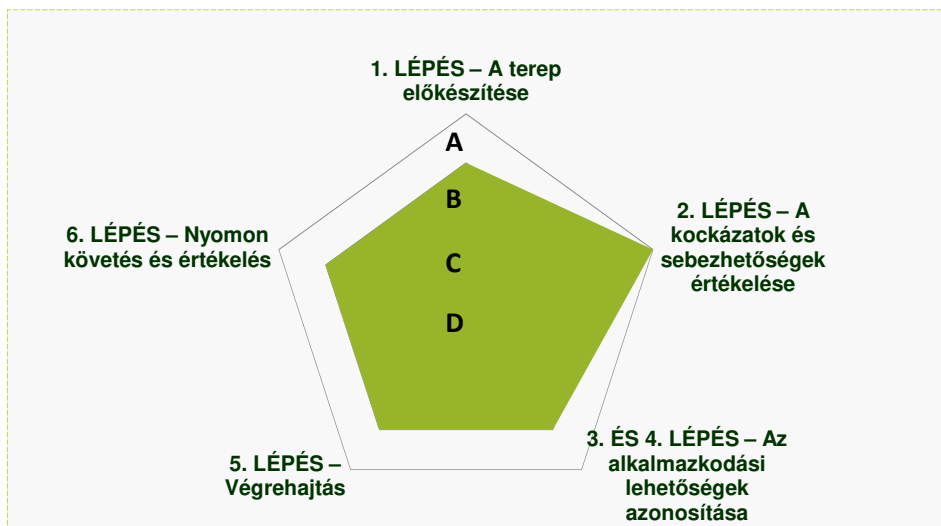 1. LÉPÉS – A terep
előkészítése
A
B
2. LÉPÉS – A
kockázatok és
sebezhetőségek
értékelése
6. LÉPÉS – Nyomon
követés és értékelés
C
D
3. ÉS 4. LÉPÉS – Az
alkalmazkodási
lehetőségek
azonosítása
5. LÉPÉS –
Végrehajtás